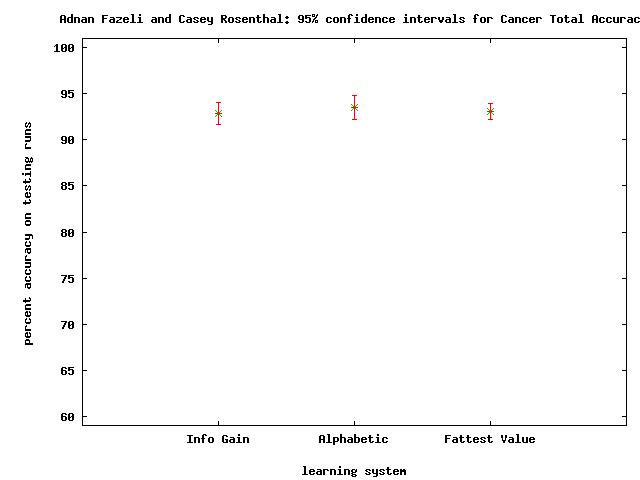 Adnan Fazeli and Casey Rosenthal: 95% confidence intervals for Cancer Total Accurac
100
95
90
85
80
75
70
65
60
percent accuracy on testing runs
Info Gain Alphabetic Fattest Value
learning system